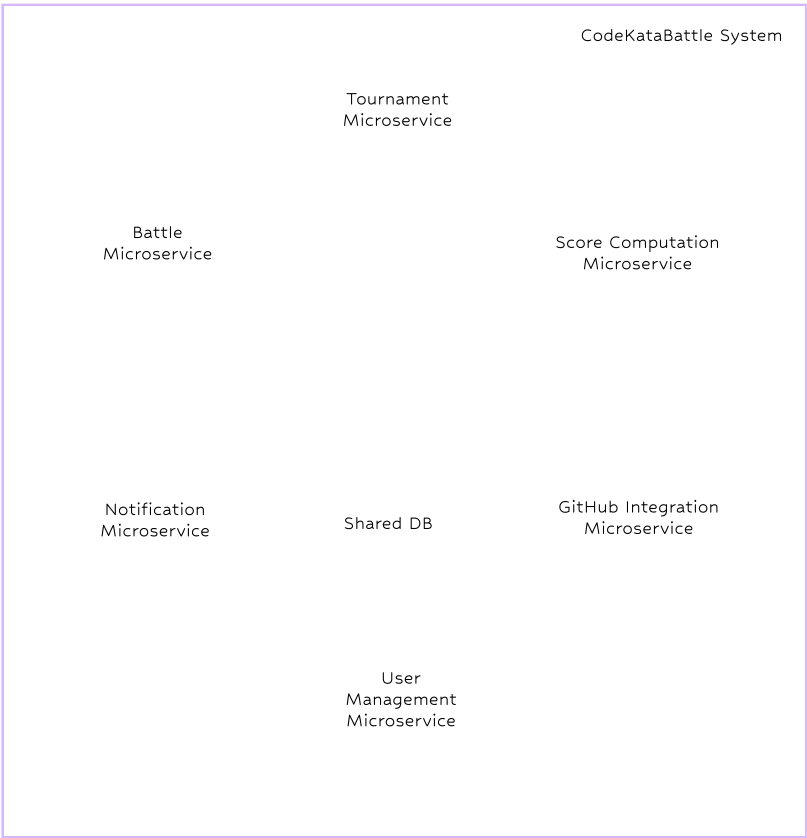 CodeKataBattle System
Tournament
Microservice
Battle
Microservice
Score Computation
Microservice
Notification
Microservice
Shared DB
GitHub Integration
Microservice
User
Management
Microservice